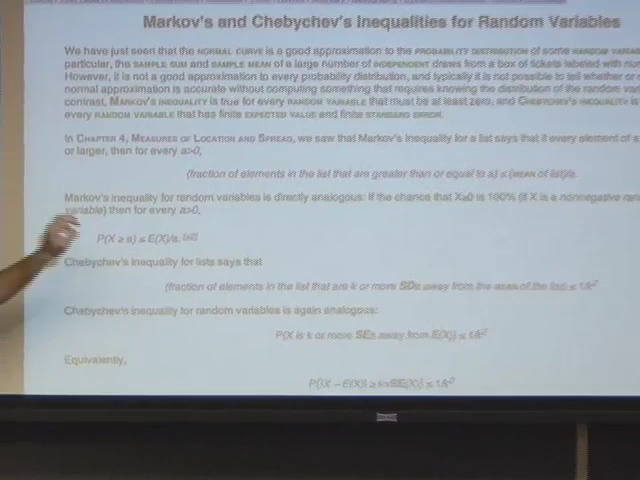 Markov's and Chebychev's Inequalities for Random Variables
We have just seen that the NORMAL CURVE is a good approximation to the PROBABILITY DISTRIBUTION of some RANDOM
particular, the SAMPLE SUM and SAMPLE MEAN of a large number of INDEPENDENT draws from a box of tickets labeled with
However, it is not a good approximation to every probability distribution, and typically it is not possible to tell whether or
normal approximation is accurate without computing something that requires knowing the distribution of the random
contrast, MARKOV'S INEQUALITY is true for every RANDOM VARIABLE that must be at least zero, and CHEBYCHEV'S INEQUALITY
every RANDOM VARIABLE that has finite EXPECTED VALUE and finite STANDARD ERROR.
In CHAPTER 4, MEASURES OF LOCATION AND SPREAD, we saw that Markov's inequality for a list says that if every element of
or larger, then for every a>0,
(fraction of elements in the list that are greater than or equal to a) ≤ (MEAN of list)/a.
Markov's inequality for random variables is directly analogous: If the chance that X≥0 is 100% (if X is a nonnegative
variable) then for every a>0,
P(X ≥ a) ≤ E(X)/a.
Chebychev's inequality for lists says that
(fraction of elements in the list that are k or more SDs away from the MEAN of the list) ≤ 1/k²
Chebychev's inequality for random variables is again analogous:
P(X is k or more SEs away from E(X)) ≤ 1/k²
Equivalently,
P(|X − E(X)| ≥ k×SE(X)) ≤ 1/k²